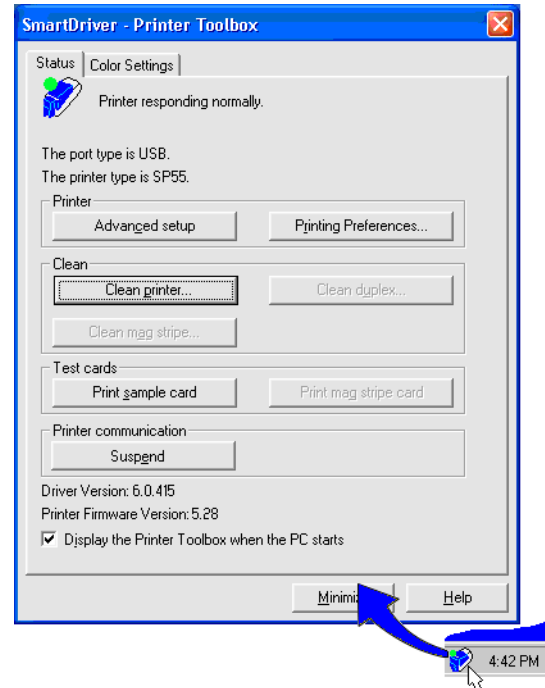 SmartDriver - Printer Toolbox
Status Color Settings
Printer responding normally.
The port type is USB.
The printer type is SP55.
Printer
Advanced setup Printing Preferences...
Clean
Clean printer... Clean duplex...
Clean mag stripe...
Test cards
Print sample card Print mag stripe card
Printer communication
Suspend
Driver Version: 6.0.415
Printer Firmware Version: 5.28
Display the Printer Toolbox when the PC starts
Help
4:42 PM